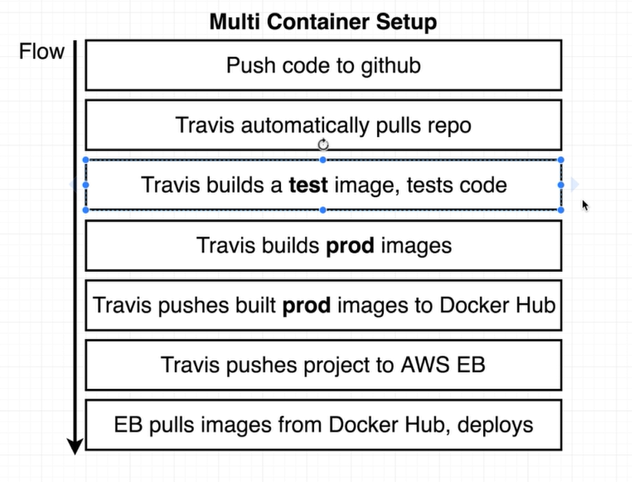 Multi Container Setup
Flow
Push code to github
Travis automatically pulls repo
Travis builds a test image, tests code
Travis builds prod images
Travis pushes built prod images to Docker Hub
Travis pushes project to AWS EB
EB pulls images from Docker Hub, deploys